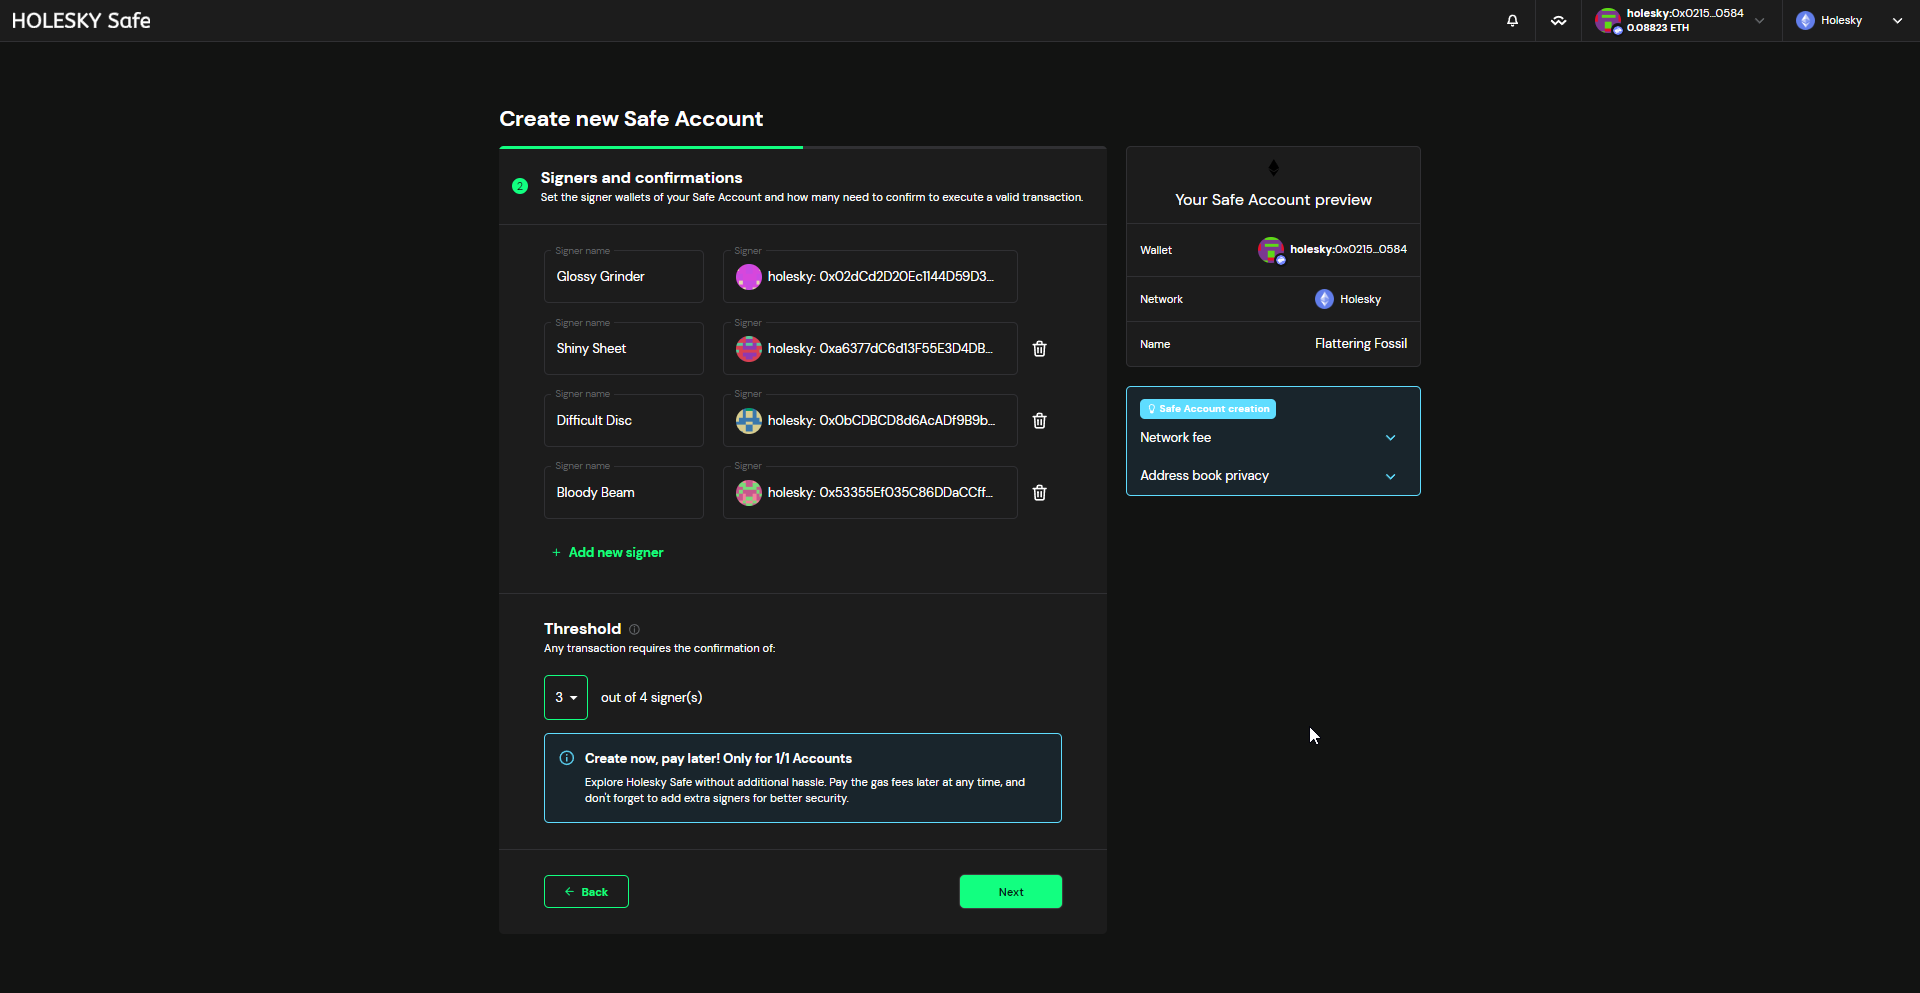 HOLESKY Safe
holesky:0x0215...0584
0.08823 ETH
Holesky
Create new Safe Account
2
Signers and confirmations
Set the signer wallets of your Safe Account and how many need to confirm to execute a valid transaction.
Signer name
Signer
Glossy Grinder
holesky: 0x02dCd2D20Ec1144D59D3...
Signer name
Signer
Shiny Sheet
holesky: 0xa6377dC6d13F55E3D4DB...
Signer name
Signer
Difficult Disc
holesky: 0x0bCDBCD8d6AcADf9B9b...
Signer name
Signer
Bloody Beam
holesky: 0x53355Ef035C86DDaCCff...
+ Add new signer
Threshold
Any transaction requires the confirmation of:
3
out of 4 signer(s)
Create now, pay later! Only for 1/1 Accounts
Explore Holesky Safe without additional hassle. Pay the gas fees later at any time, and
don't forget to add extra signers for better security.
Back
Next
Your Safe Account preview
Wallet
holesky:0x0215...0584
Network
Holesky
Name
Flattering Fossil
Safe Account creation
Network fee
Address book privacy